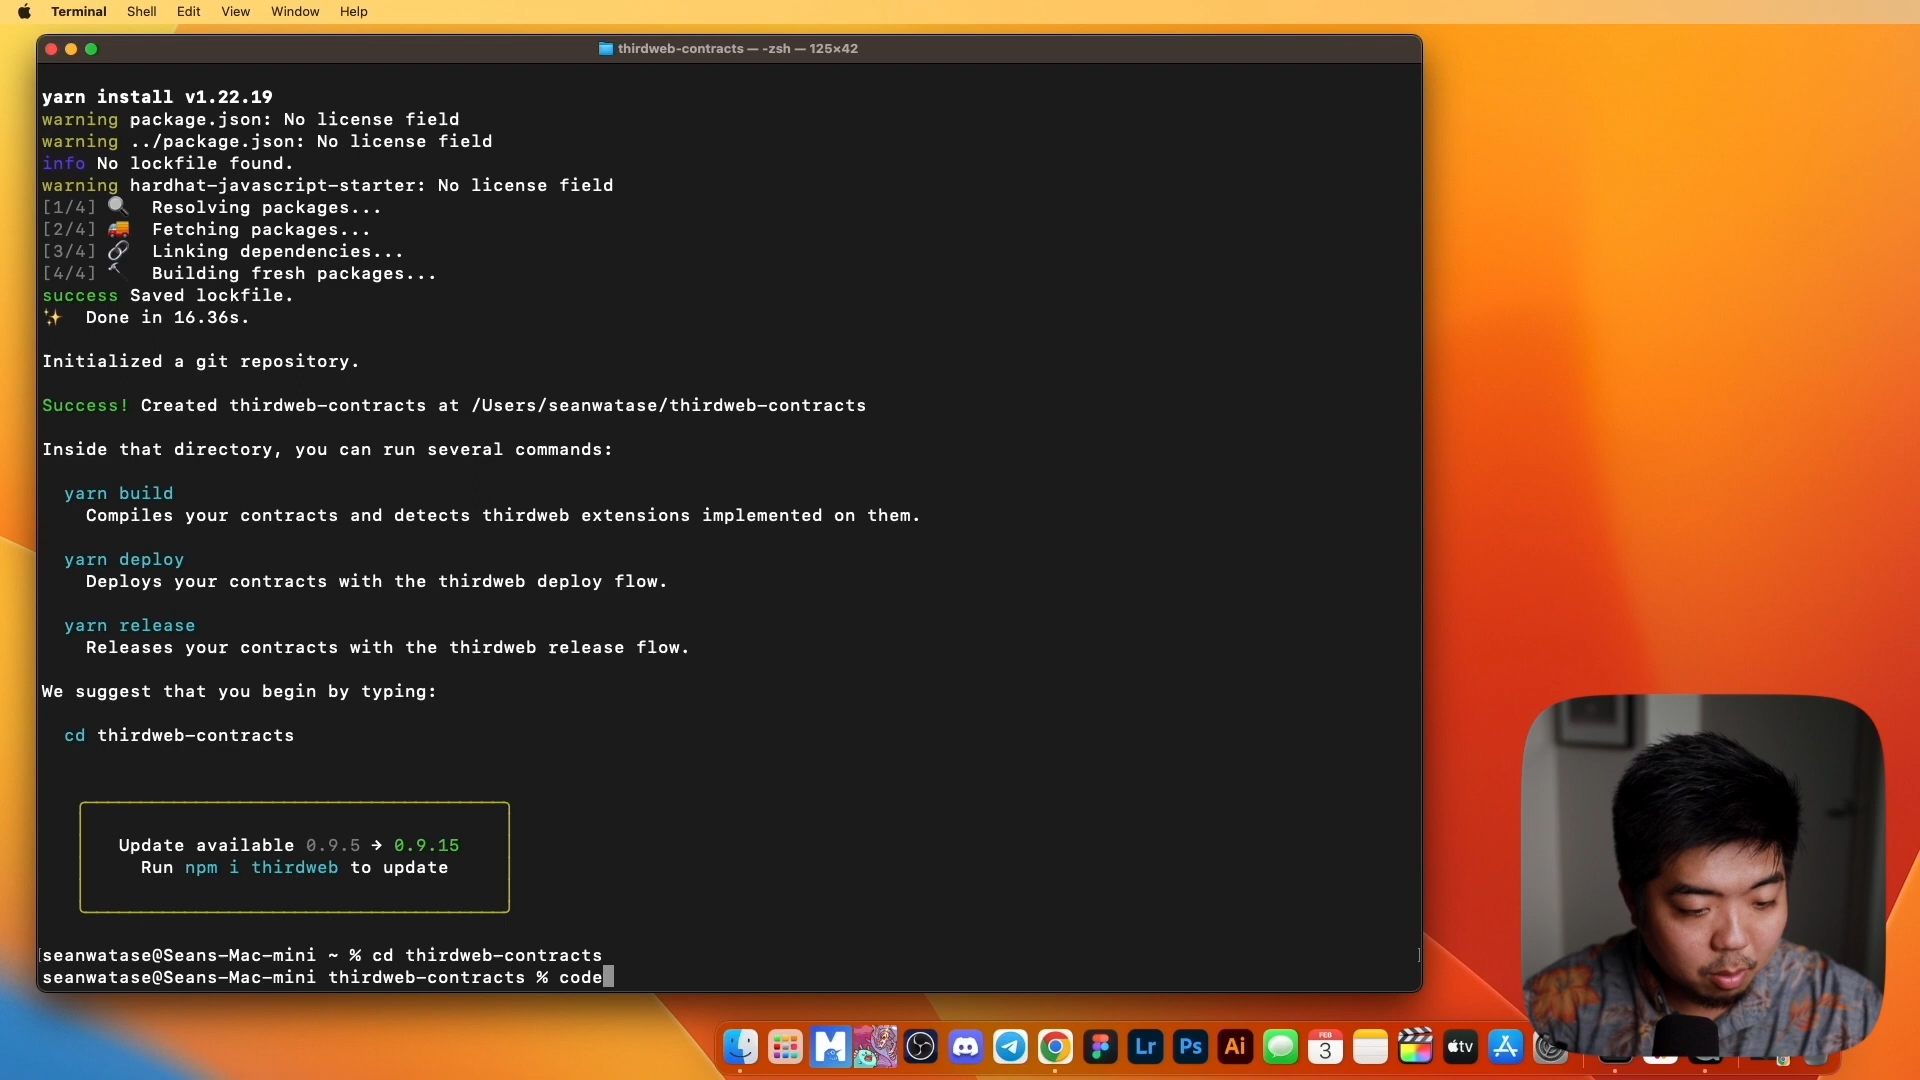 Terminal Shell Edit View Window Help
thirdweb-contracts — -zsh — 125×42
yarn install v1.22.19
warning package.json: No license field
warning ../package.json: No license field
info No lockfile found.
warning hardhat-javascript-starter: No license field
[1/4] 🔍 Resolving packages...
[2/4] 🚚 Fetching packages...
[3/4] 🔗 Linking dependencies...
[4/4] 🔨 Building fresh packages...
success Saved lockfile.
✨ Done in 16.36s.
Initialized a git repository.
Success! Created thirdweb-contracts at /Users/seanwatase/thirdweb-contracts
Inside that directory, you can run several commands:
yarn build
Compiles your contracts and detects thirdweb extensions implemented on them.
yarn deploy
Deploys your contracts with the thirdweb deploy flow.
yarn release
Releases your contracts with the thirdweb release flow.
We suggest that you begin by typing:
cd thirdweb-contracts
Update available 0.9.5 → 0.9.15
Run npm i thirdweb to update
[seanwatase@Seans-Mac-mini ~ % cd thirdweb-contracts ]
seanwatase@Seans-Mac-mini thirdweb-contracts % code
M Lr Ps Ai FEB 3 tv